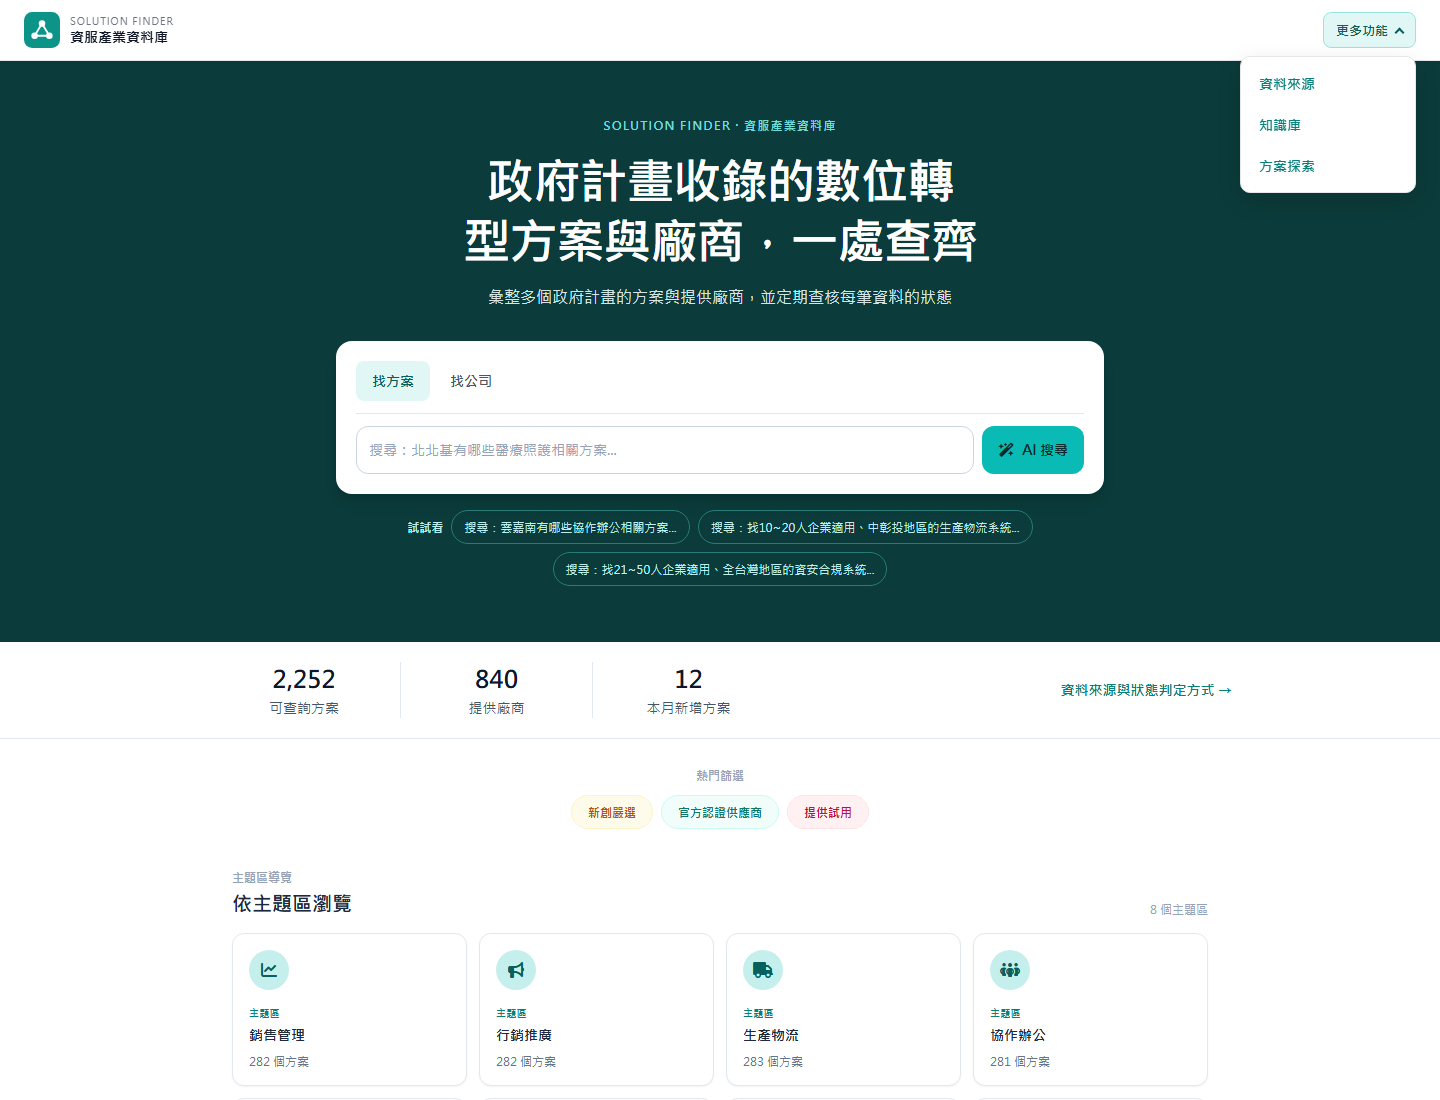 SOLUTION FINDER
資服產業資料庫
更多功能
資料來源
知識庫
方案探索
SOLUTION FINDER · 資服產業資料庫
政府計畫收錄的數位轉
型方案與廠商，一處查齊
彙整多個政府計畫的方案與提供廠商，並定期查核每筆資料的狀態
找方案
找公司
搜尋：北北基有哪些醫療照護相關方案...
AI 搜尋
試試看
搜尋：雲嘉南有哪些協作辦公相關方案...
搜尋：找10~20人企業適用、中彰投地區的生產物流系統...
搜尋：找21~50人企業適用、全台灣地區的資安合規系統...
2,252
可查詢方案
840
提供廠商
12
本月新增方案
資料來源與狀態判定方式 →
熱門篩選
新創嚴選
官方認證供應商
提供試用
主題區導覽
依主題區瀏覽
8 個主題區
主題區
銷售管理
282 個方案
主題區
行銷推廣
282 個方案
主題區
生產物流
283 個方案
主題區
協作辦公
281 個方案